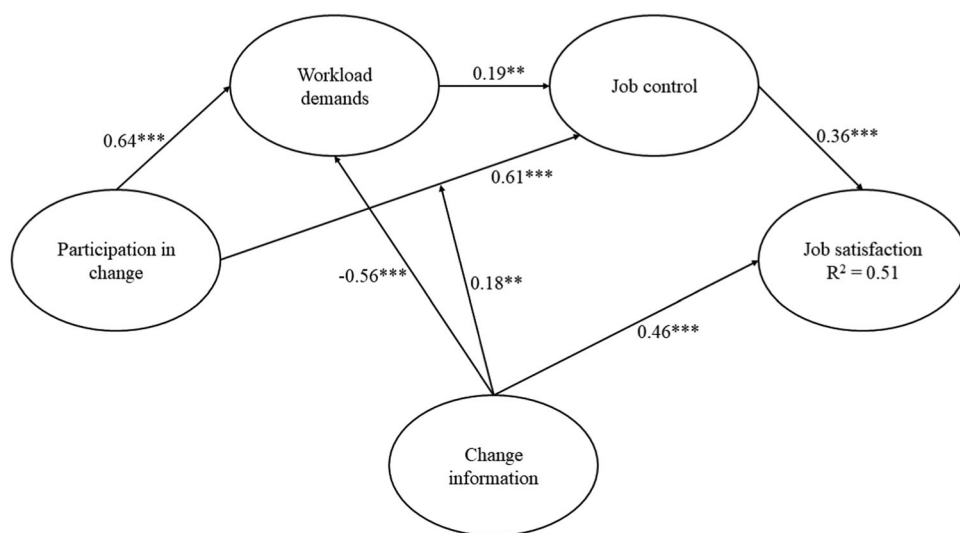 Workload
demands
0.19**
Job control
0.64***
0.36***
0.61***
Participation in
change
-0.56***
0.18**
Job satisfaction
R² = 0.51
0.46***
Change
information